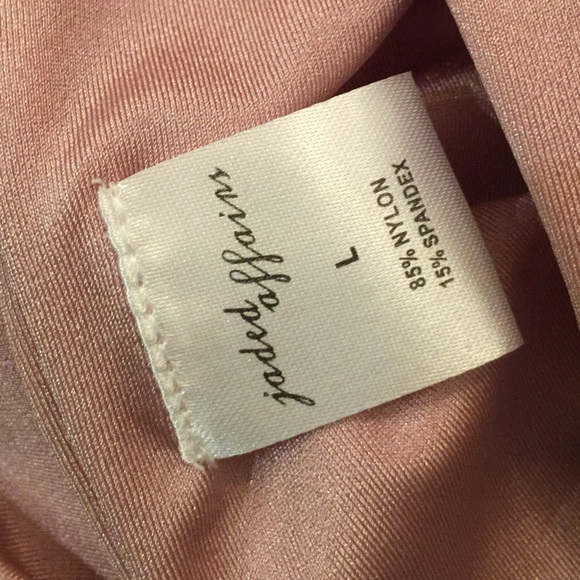 jaded
affairs
L
85% NYLON
15% SPANDEX